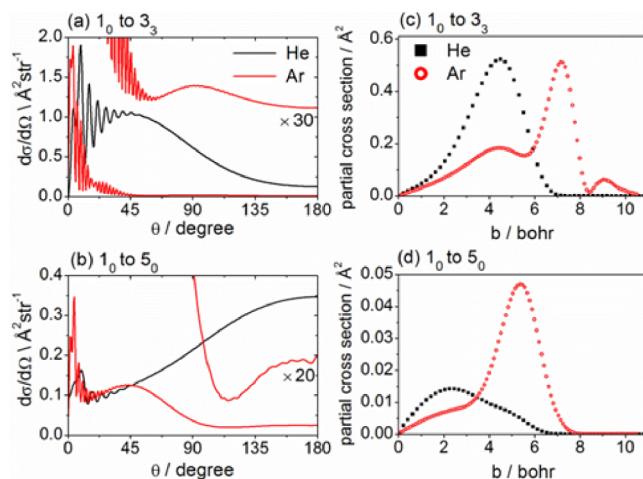 (a) 1₀ to 3₃
He
Ar
×30
2.0
1.5
1.0
0.5
0.0
dσ/dΩ \ Å²str⁻¹
0 45 90 135 180
θ / degree
(b) 1₀ to 5₀
×20
0.4
0.3
0.2
0.1
dσ/dΩ \ Å²str⁻¹
0 45 90 135 180
θ / degree
(c) 1₀ to 3₃
He
Ar
0.6
0.4
0.2
0.0
partial cross section / Å²
0 2 4 6 8 10
b / bohr
(d) 1₀ to 5₀
0.05
0.04
0.03
0.02
0.01
0.00
partial cross section / Å²
0 2 4 6 8 10
b / bohr